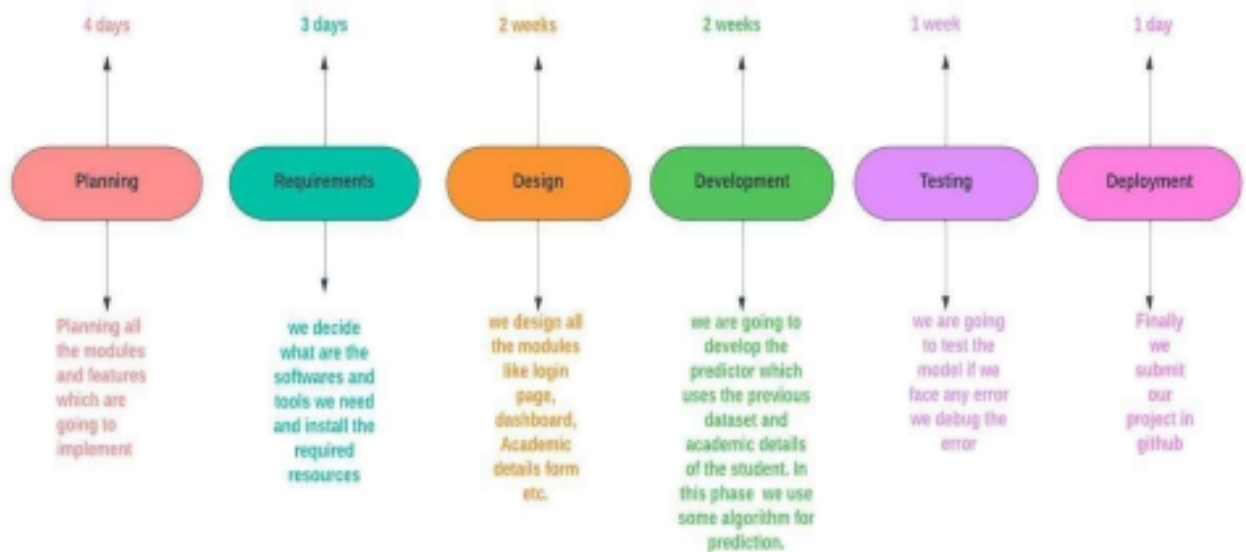 4 days
3 days
2 weeks
2 weeks
1 week
1 day
Planning
Requirements
Design
Development
Testing
Deployment
Planning all
the modules
and features
which are
going to
implement
we decide
what are the
softwares and
tools we need
and install the
required
resources
we design all
the modules
like login
page,
dashboard,
Academic
details form
etc.
we are going to
develop the
predictor which
uses the previous
dataset and
academic details
of the student. In
this phase we use
some algorithm for
prediction.
we are going
to test the
model if we
face any error
we debug the
error
Finally
we
submit
our
project in
github